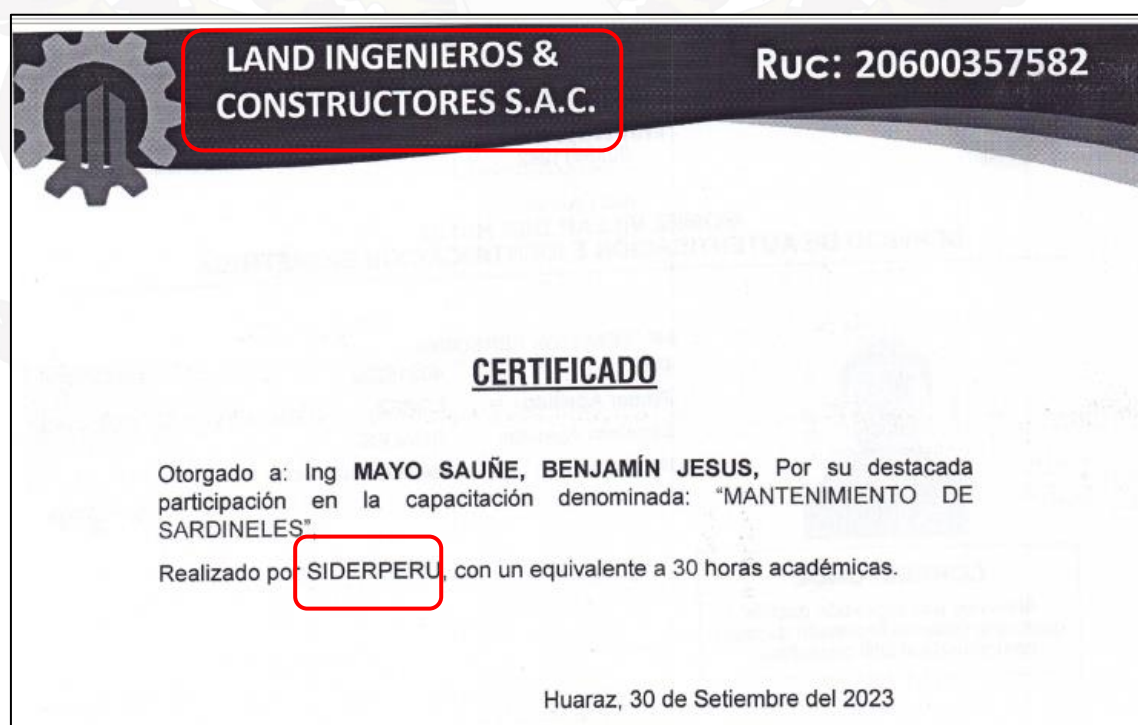 LAND INGENIEROS &
CONSTRUCTORES S.A.C.
Ruc: 20600357582
CERTIFICADO
Otorgado a: Ing MAYO SAUÑE, BENJAMÍN JESUS, Por su destacada
participación en la capacitación denominada: “MANTENIMIENTO DE
SARDINELES”,
Realizado por SIDERPERU, con un equivalente a 30 horas académicas.
Huaraz, 30 de Setiembre del 2023